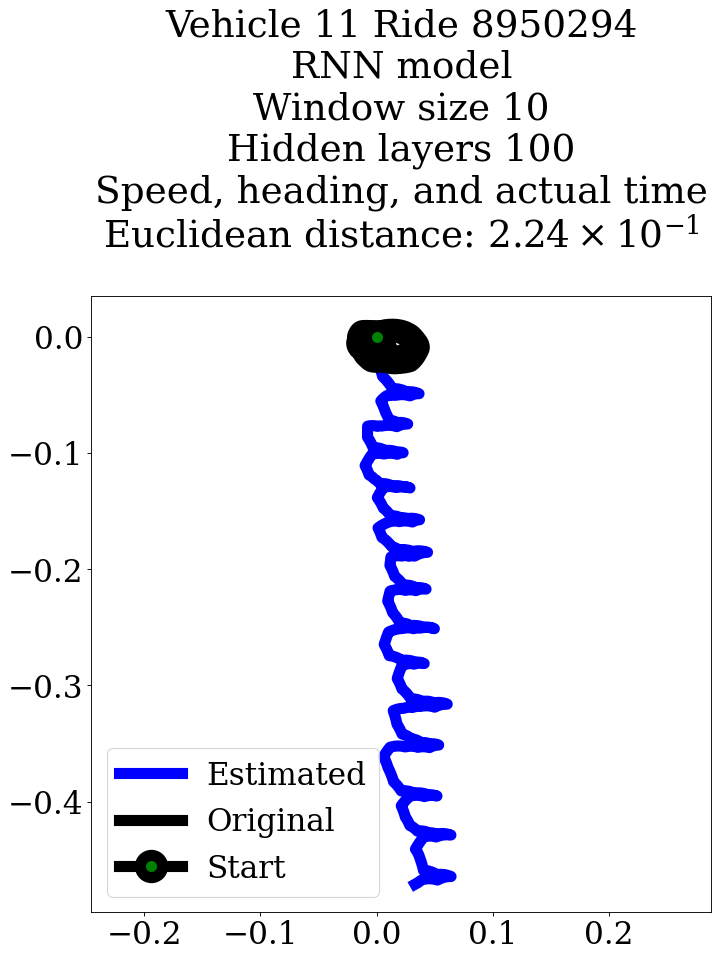 Vehicle 11 Ride 8950294
RNN model
Window size 10
Hidden layers 100
Speed, heading, and actual time
Euclidean distance: 2.24 × 10⁻¹
0.0
−0.1
−0.2
−0.3
−0.4
Estimated
Original
Start
−0.2 −0.1 0.0 0.1 0.2